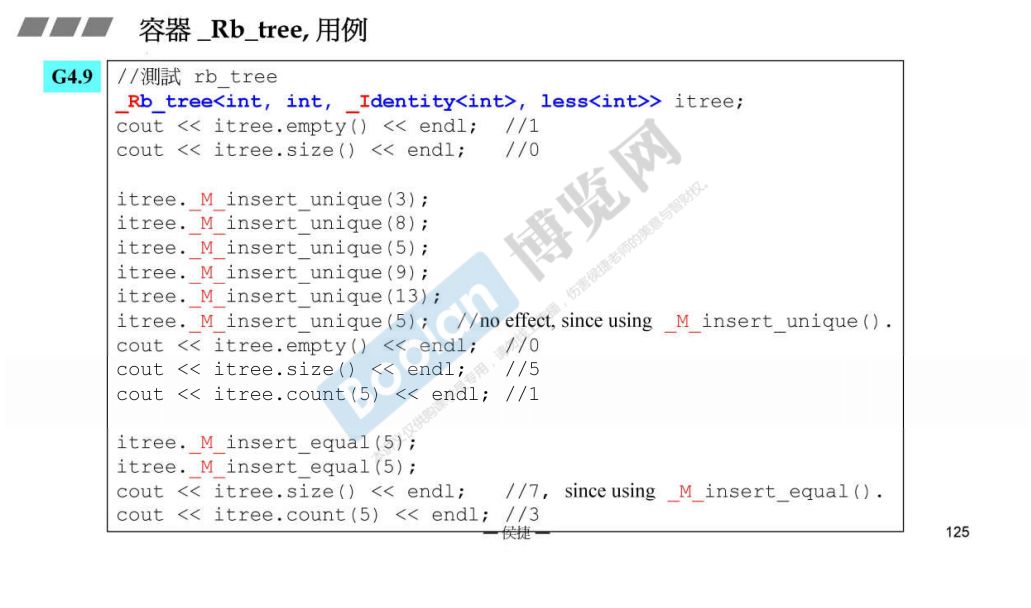 容器 _Rb_tree, 用例
G4.9
//測試 rb_tree
_Rb_tree<int, int, _Identity<int>, less<int>> itree;
cout << itree.empty() << endl; //1
cout << itree.size() << endl; //0
itree._M_insert_unique(3);
itree._M_insert_unique(8);
itree._M_insert_unique(5);
itree._M_insert_unique(9);
itree._M_insert_unique(13);
itree._M_insert_unique(5); //no effect, since using _M_insert_unique().
cout << itree.empty() << endl; //0
cout << itree.size() << endl; //5
cout << itree.count(5) << endl; //1
itree._M_insert_equal(5);
itree._M_insert_equal(5);
cout << itree.size() << endl; //7, since using _M_insert_equal().
cout << itree.count(5) << endl; //3
— 侯捷 —
125
Boolan 博览网